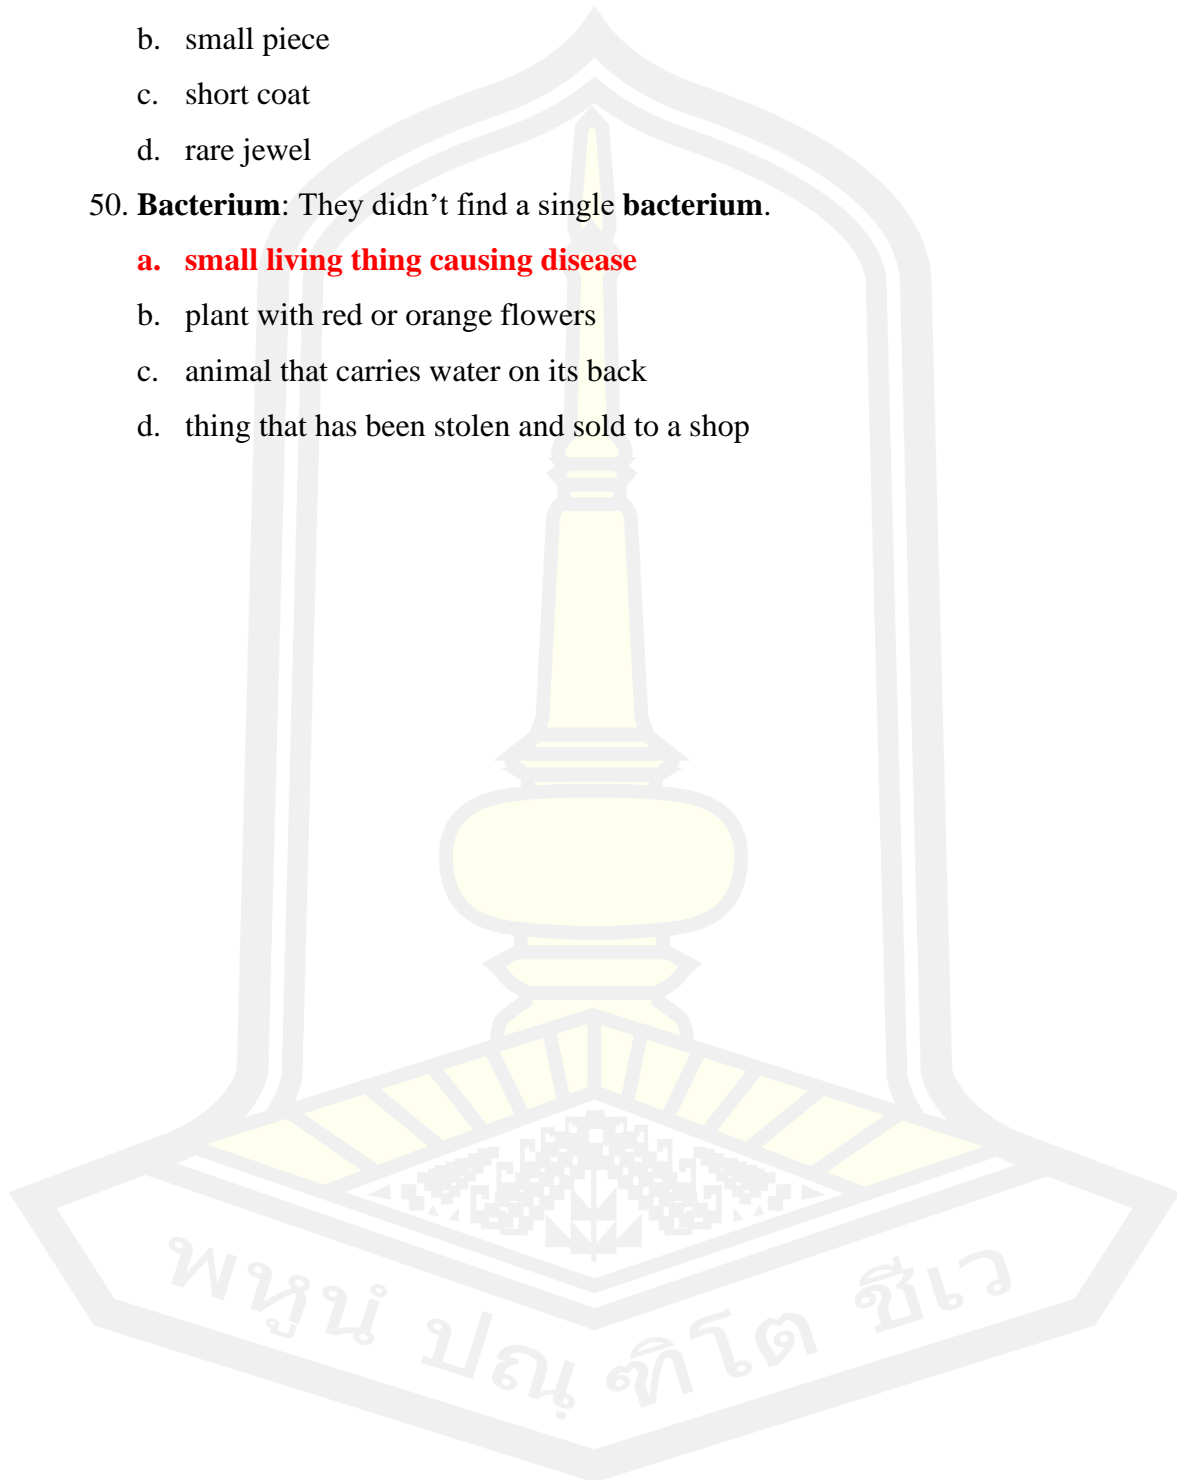 b. small piece
c. short coat
d. rare jewel
50. Bacterium: They didn’t find a single bacterium.
a. small living thing causing disease
b. plant with red or orange flowers
c. animal that carries water on its back
d. thing that has been stolen and sold to a shop
พหูนํ ปณฺฑิโต ชีเว